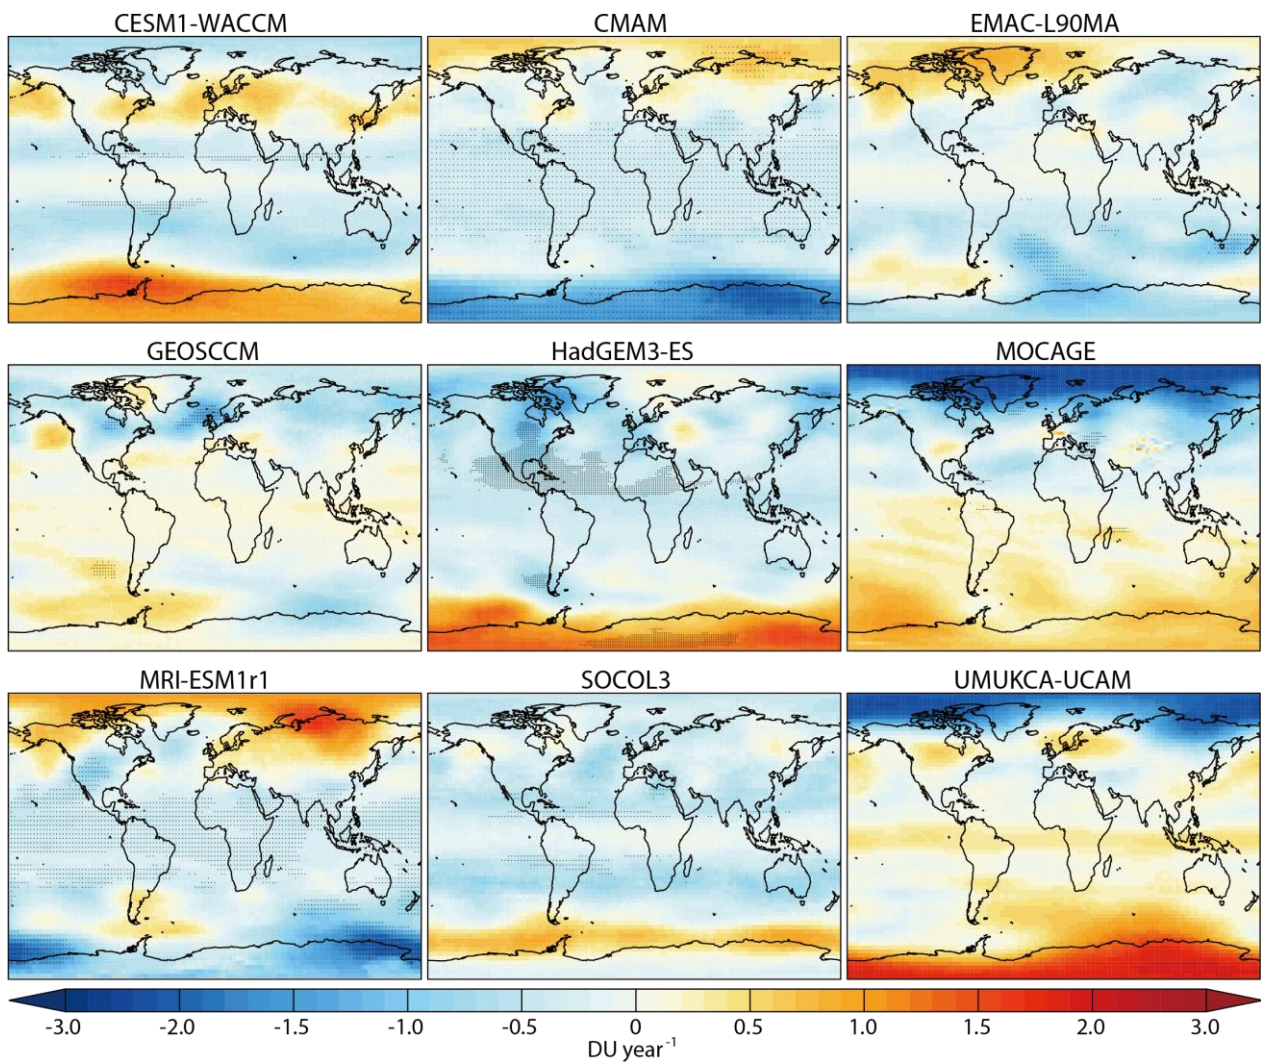 CESM1-WACCM CMAM EMAC-L90MA
GEOSCCM HadGEM3-ES MOCAGE
MRI-ESM1r1 SOCOL3 UMUKCA-UCAM
-3.0 -2.0 -1.5 -1.0 -0.5 0 0.5 1.0 1.5 2.0 3.0
DU year⁻¹